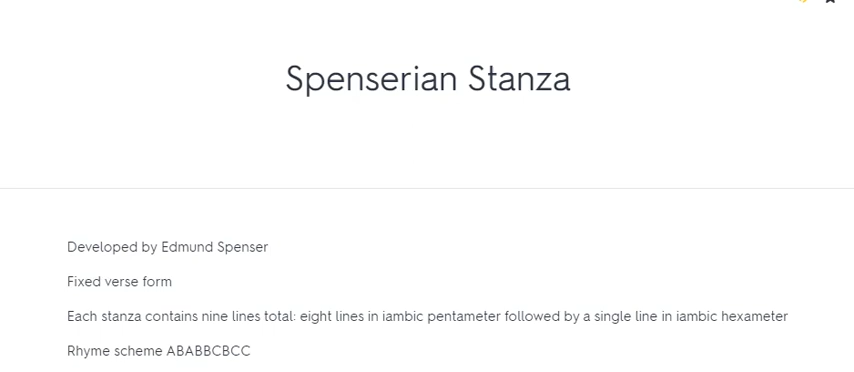 Spenserian Stanza
Developed by Edmund Spenser
Fixed verse form
Each stanza contains nine lines total: eight lines in iambic pentameter followed by a single line in iambic hexameter
Rhyme scheme ABABBCBCC